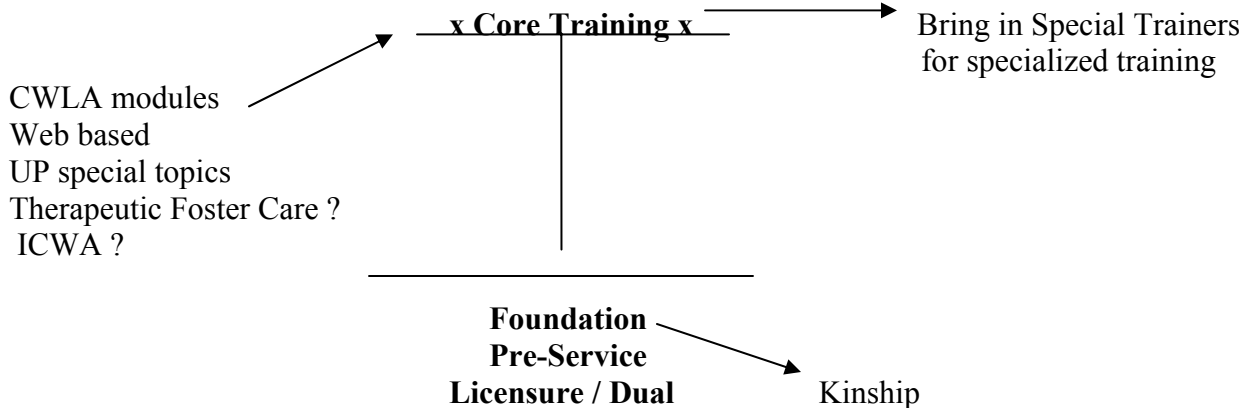 x Core Training x
Bring in Special Trainers
for specialized training
CWLA modules
Web based
UP special topics
Therapeutic Foster Care ?
ICWA ?
Foundation
Pre-Service
Licensure / Dual
Kinship